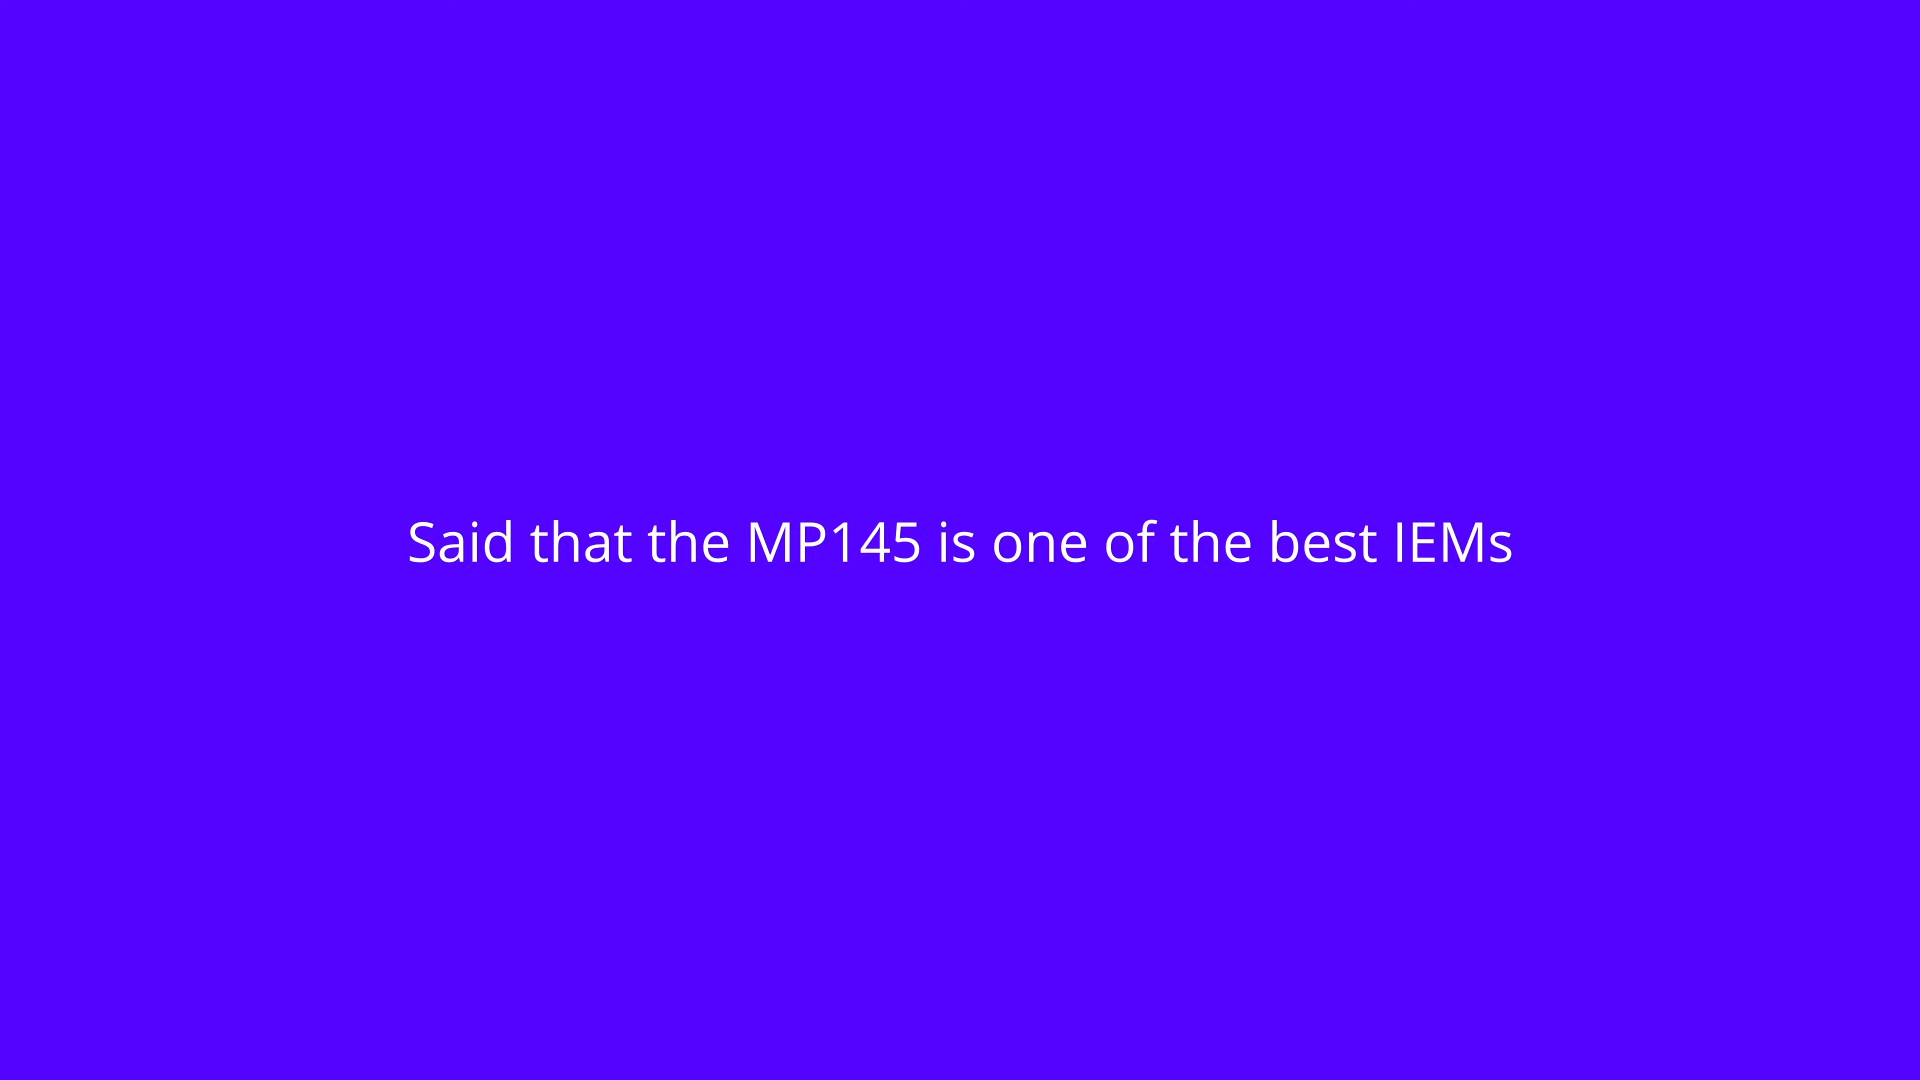 Said that the MP145 is one of the best IEMs